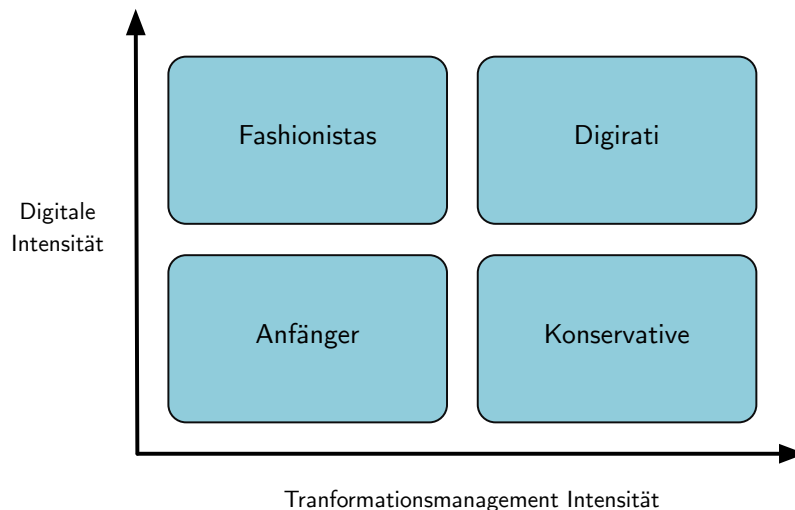 Fashionistas
Digirati
Digitale
Intensität
Anfänger
Konservative
Tranformationsmanagement Intensität